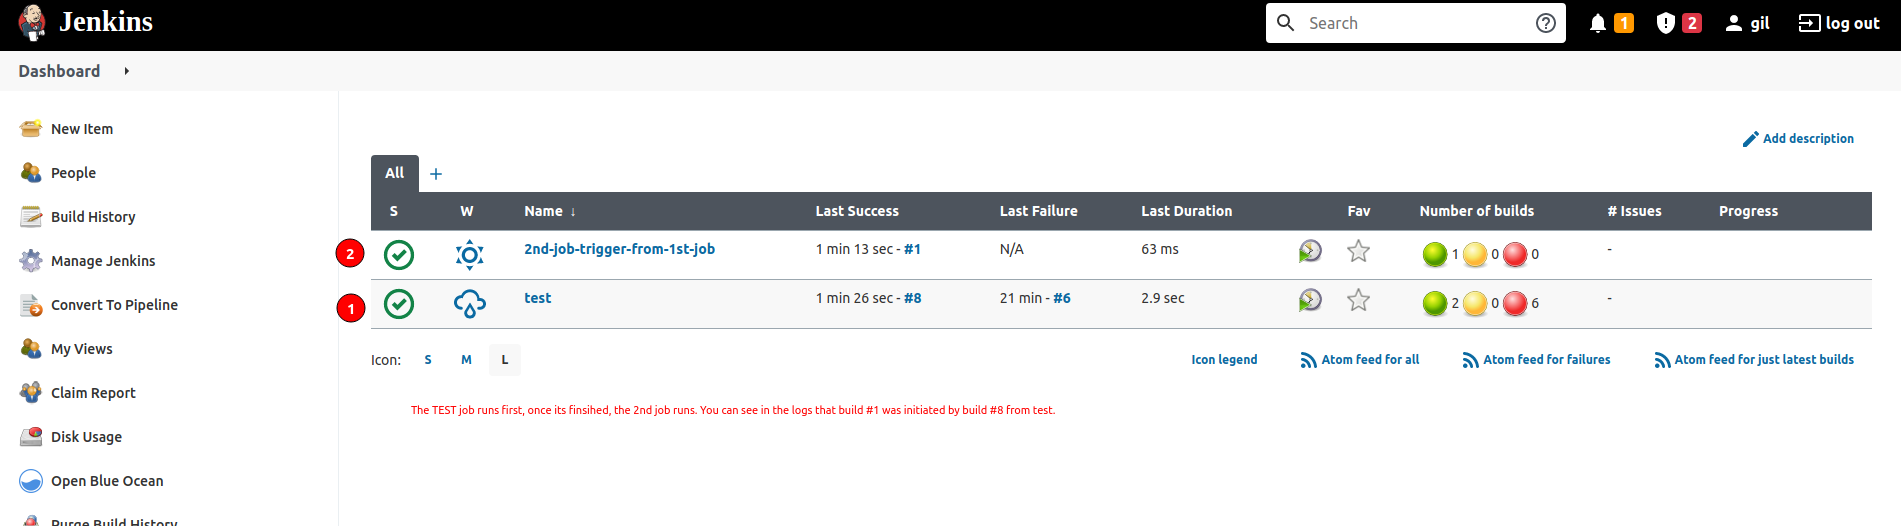 Jenkins
Search
1
2
gil
log out
Dashboard
New Item
People
Build History
Manage Jenkins
Convert To Pipeline
My Views
Claim Report
Disk Usage
Open Blue Ocean
Purge Build History
Add description
All +
S W Name ↓ Last Success Last Failure Last Duration Fav Number of builds # Issues Progress
2 2nd-job-trigger-from-1st-job 1 min 13 sec - #1 N/A 63 ms 1 0 0 -
1 test 1 min 26 sec - #8 21 min - #6 2.9 sec 2 0 6 -
Icon: S M L Icon legend Atom feed for all Atom feed for failures Atom feed for just latest builds
The TEST job runs first, once its finsihed, the 2nd job runs. You can see in the logs that build #1 was initiated by build #8 from test.